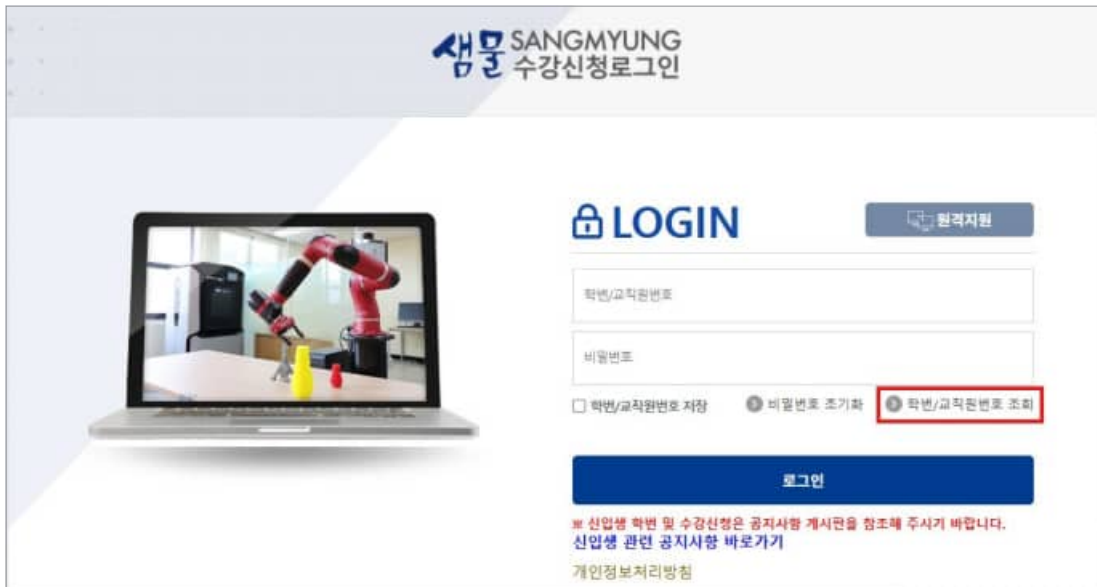 샘물 SANGMYUNG
수강신청로그인
LOGIN
원격지원
학번/교직원번호
비밀번호
학번/교직원번호 저장
비밀번호 초기화
학번/교직원번호 조회
로그인
※ 신입생 학번 및 수강신청은 공지사항 게시판을 참조해 주시기 바랍니다.
신입생 관련 공지사항 바로가기
개인정보처리방침